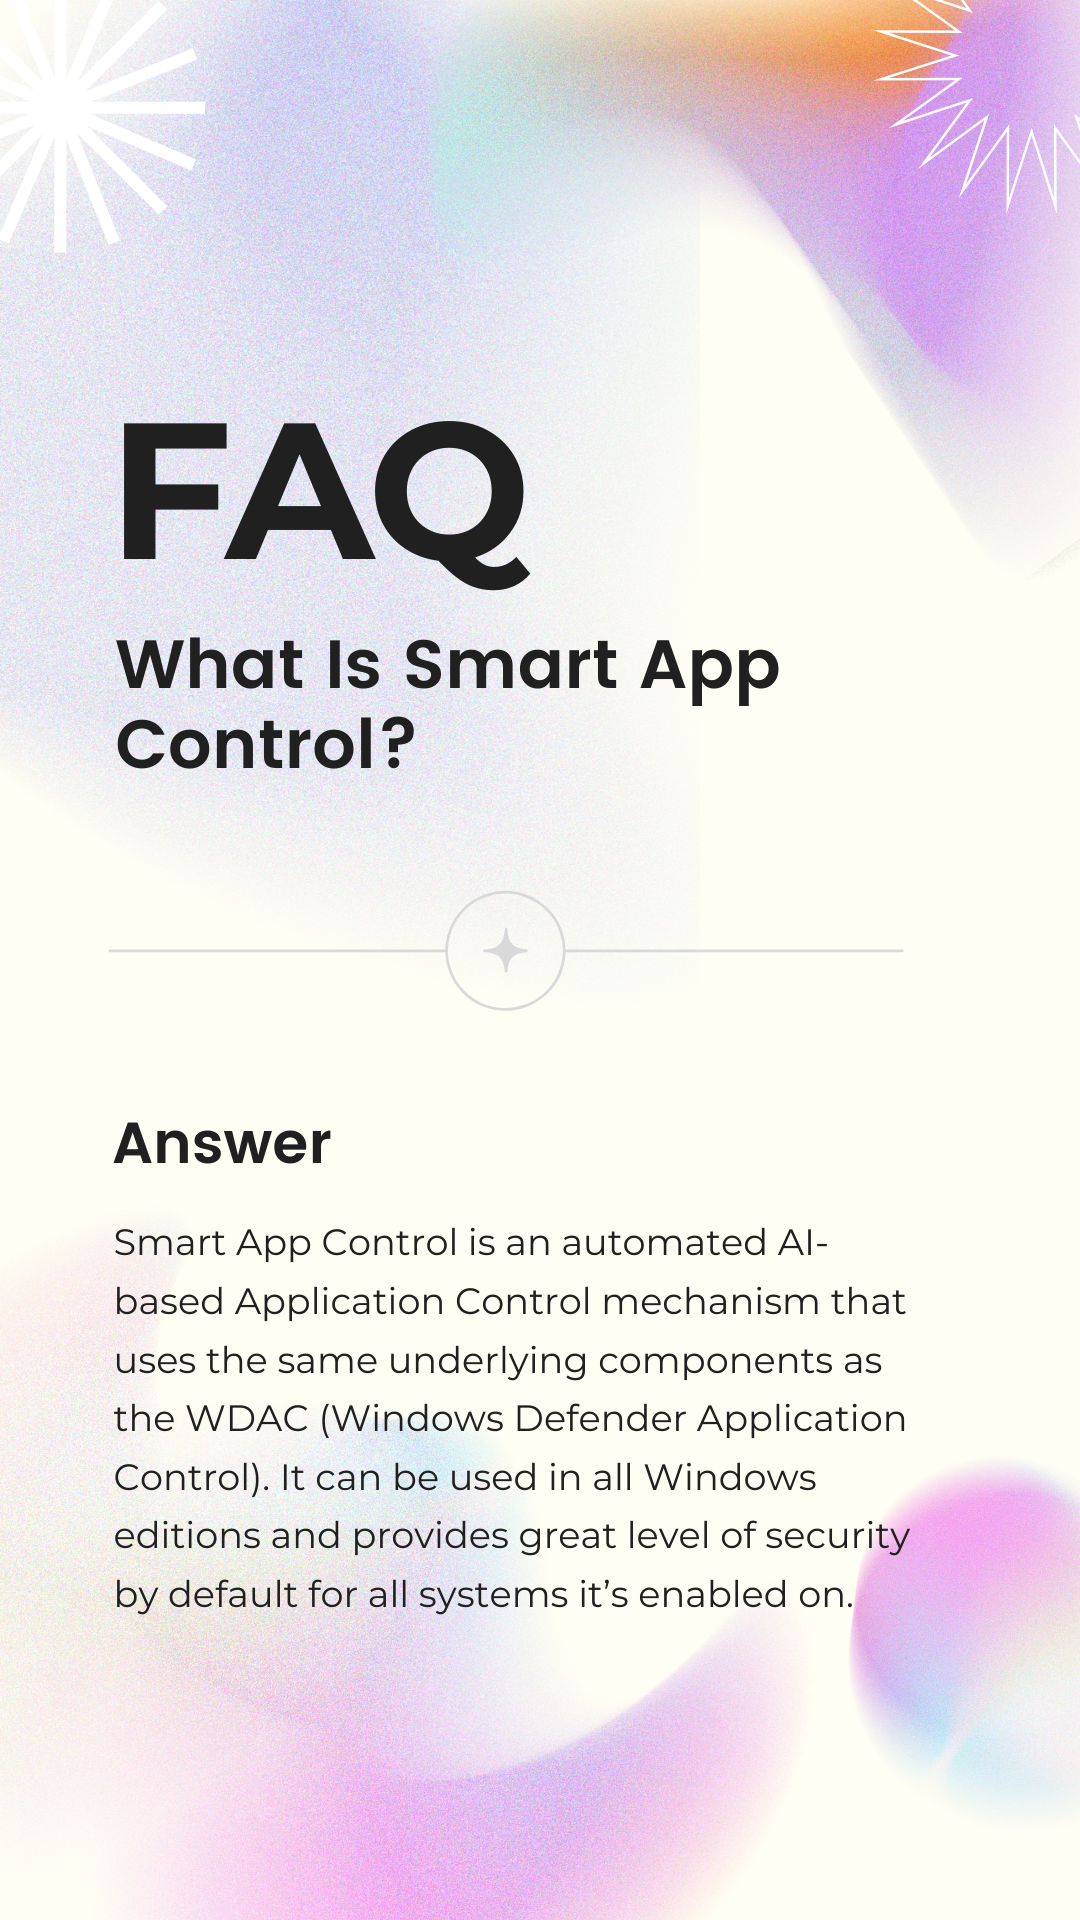 FAQ
What Is Smart App
Control?
Answer
Smart App Control is an automated AI-
based Application Control mechanism that
uses the same underlying components as
the WDAC (Windows Defender Application
Control). It can be used in all Windows
editions and provides great level of security
by default for all systems it’s enabled on.